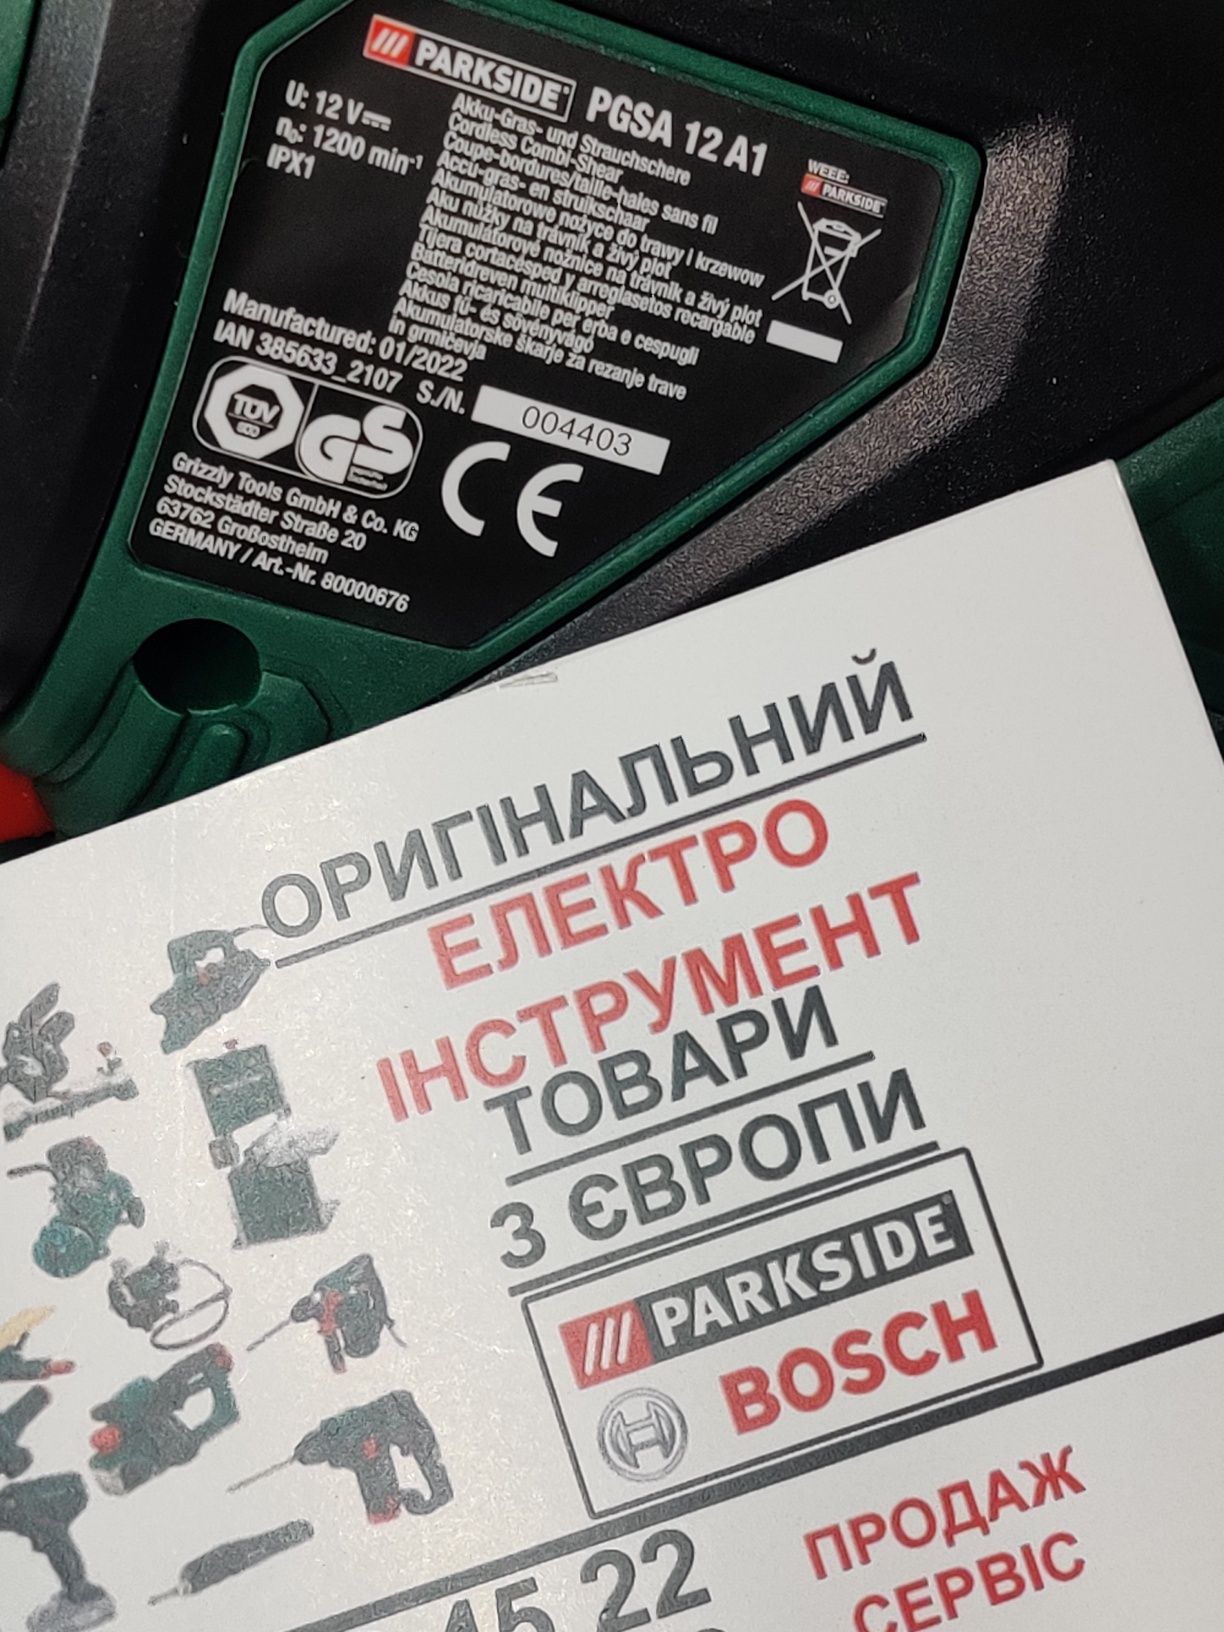 PARKSIDE® PGSA 12 A1
U: 12 V
n₀: 1200 min⁻¹
IPX1
Akku-Gras- und Strauchschere
Cordless Combi-Shear
Coupe-bordures/taille-haies sans fil
Accu-gras- en struikschaar
Akumulatorowe nożyce do trawy i krzewów
Aku nůžky na trávník a živý plot
Akumulátorové nožnice na trávnik a živý plot
Tijera cortacésped y arreglasetos recargable
Batteridreven multiklipper
Cesoia ricaricabile per erba e cespugli
Akkus fű- és sövényvágó
Akumulatorske škarje za rezanje trave
in grmičevja
WEEE:
PARKSIDE
Manufactured: 01/2022
IAN 385633_2107 S./N. 004403
TÜV
GS
CE
Grizzly Tools GmbH & Co. KG
Stockstädter Straße 20
63762 Großostheim
GERMANY / Art.-Nr. 80000676
ОРИГІНАЛЬНИЙ
ЕЛЕКТРО
ІНСТРУМЕНТ
ТОВАРИ
З ЄВРОПИ
PARKSIDE®
BOSCH
45 22
ПРОДАЖ
СЕРВІС